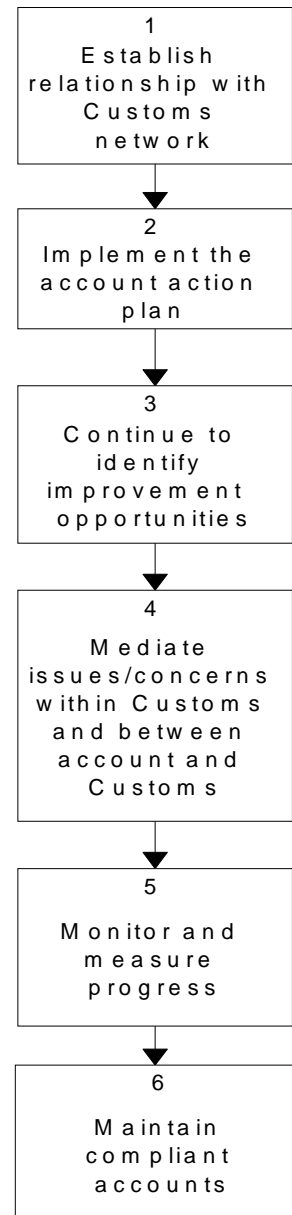 1
Establish
relationship with
Customs
network
2
Implement the
account action
plan
3
Continue to
identify
improvement
opportunities
4
Mediate
issues/concerns
within Customs
and between
account and
Customs
5
Monitor and
measure
progress
6
Maintain
compliant
accounts